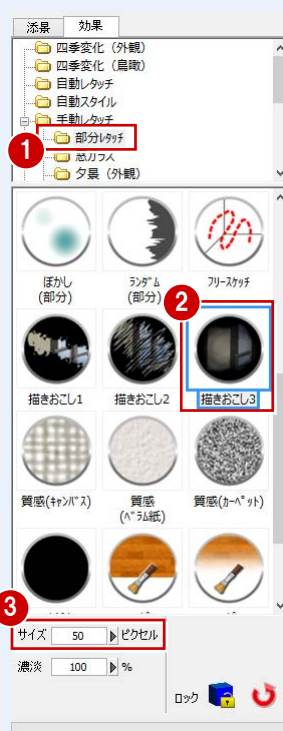 添景 効果
四季変化（外観）
四季変化（鳥瞰）
自動レタッチ
自動スタイル
手動レタッチ
1 部分ﾚﾀｯﾁ
窓ガラス
夕景（外観）
ぼかし
(部分)
ﾗﾝﾀﾞﾑ
(部分)
ﾌﾘｰｽｹｯﾁ
2
描きおこし1 描きおこし2 描きおこし3
質感(ｷｬﾝﾊﾞｽ)
質感
(ﾍﾞﾗﾑ紙)
質感(ｶｰﾍﾟｯﾄ)
3
サイズ 50 ピクセル
濃淡 100 %
ロック